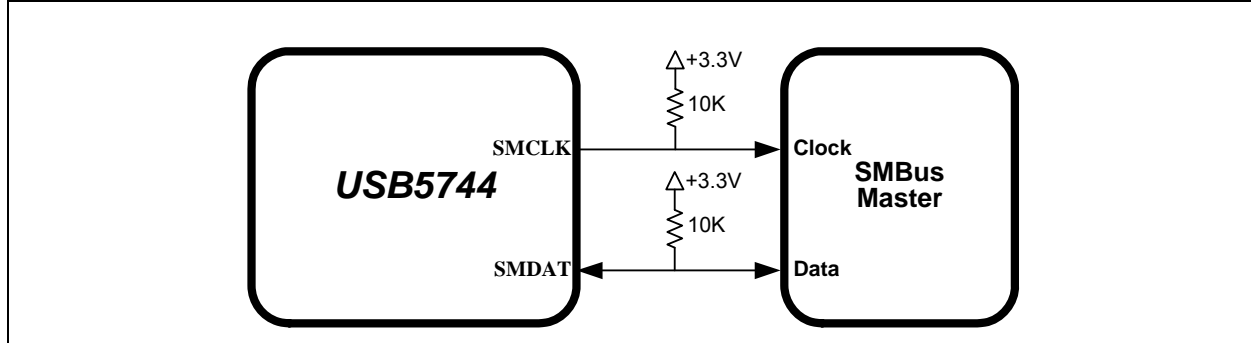 +3.3V
10K
SMCLK
Clock
USB5744
SMBus
Master
+3.3V
10K
SMDAT
Data